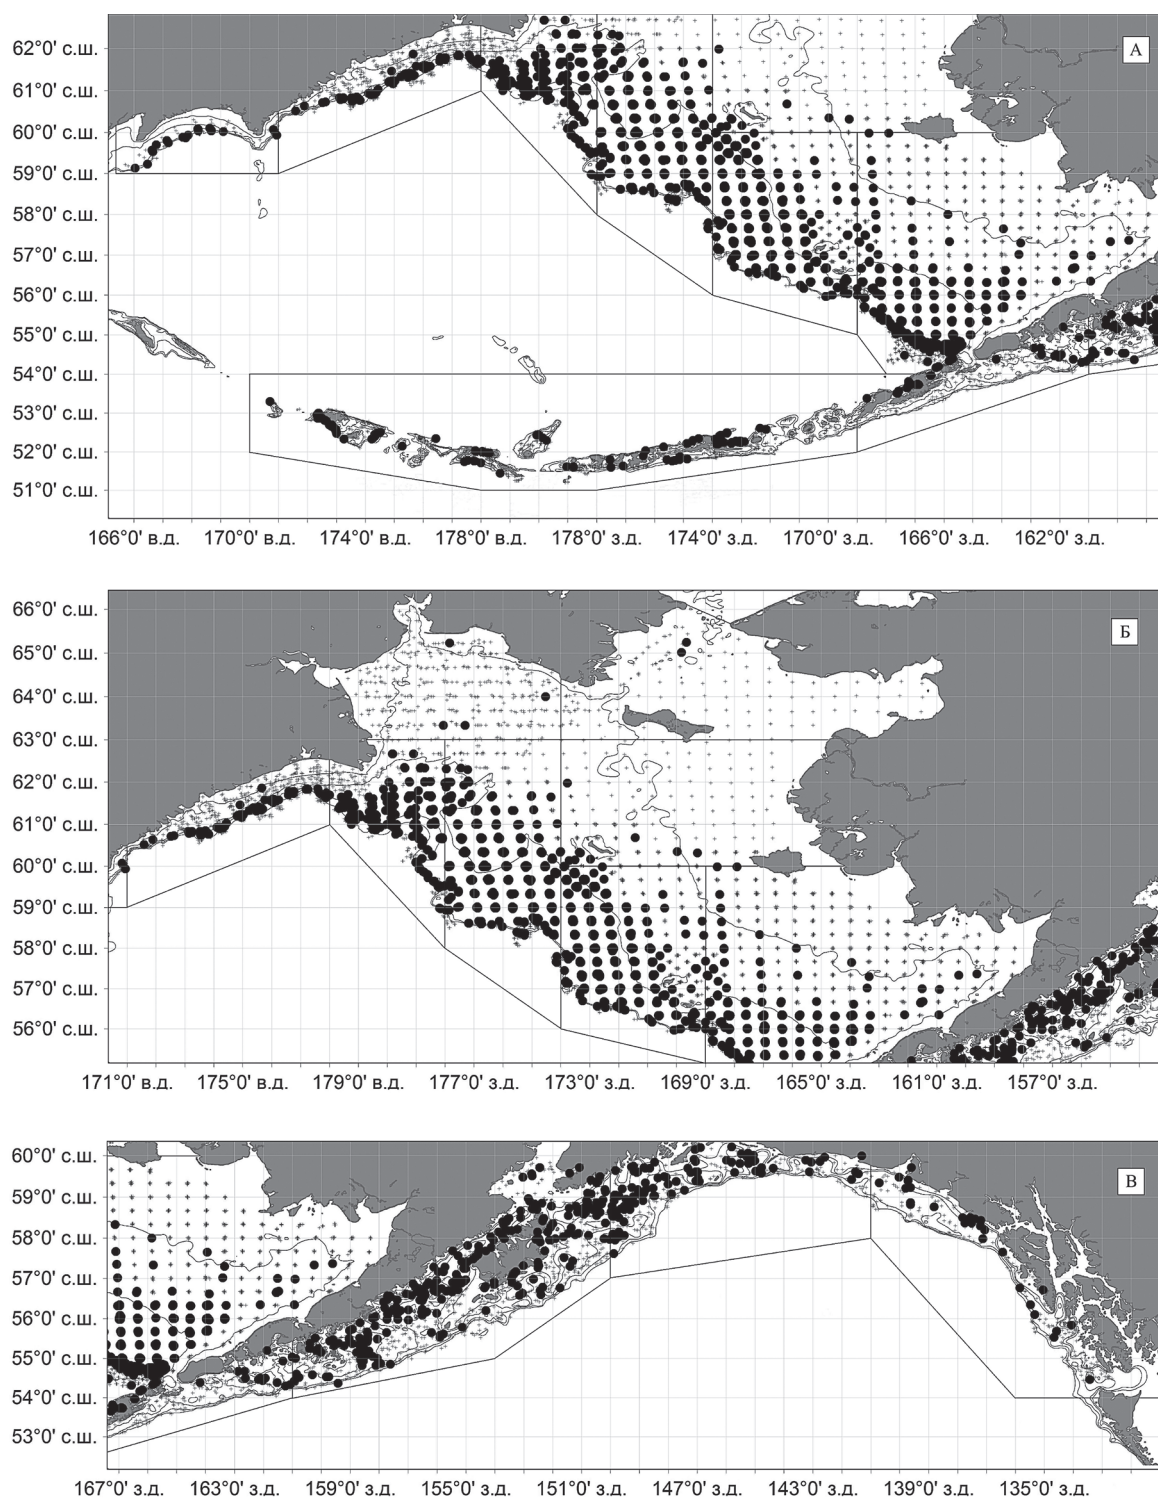 А
62°0' с.ш.
61°0' с.ш.
60°0' с.ш.
59°0' с.ш.
58°0' с.ш.
57°0' с.ш.
56°0' с.ш.
55°0' с.ш.
54°0' с.ш.
53°0' с.ш.
52°0' с.ш.
51°0' с.ш.
166°0' в.д. 170°0' в.д. 174°0' в.д. 178°0' в.д. 178°0' з.д. 174°0' з.д. 170°0' з.д. 166°0' з.д. 162°0' з.д.
66°0' с.ш.
Б
65°0' с.ш.
64°0' с.ш.
63°0' с.ш.
62°0' с.ш.
61°0' с.ш.
60°0' с.ш.
59°0' с.ш.
58°0' с.ш.
57°0' с.ш.
56°0' с.ш.
171°0' в.д. 175°0' в.д. 179°0' в.д. 177°0' з.д. 173°0' з.д. 169°0' з.д. 165°0' з.д. 161°0' з.д. 157°0' з.д.
60°0' с.ш.
В
59°0' с.ш.
58°0' с.ш.
57°0' с.ш.
56°0' с.ш.
55°0' с.ш.
54°0' с.ш.
53°0' с.ш.
167°0' з.д. 163°0' з.д. 159°0' з.д. 155°0' з.д. 151°0' з.д. 147°0' з.д. 143°0' з.д. 139°0' з.д. 135°0' з.д.